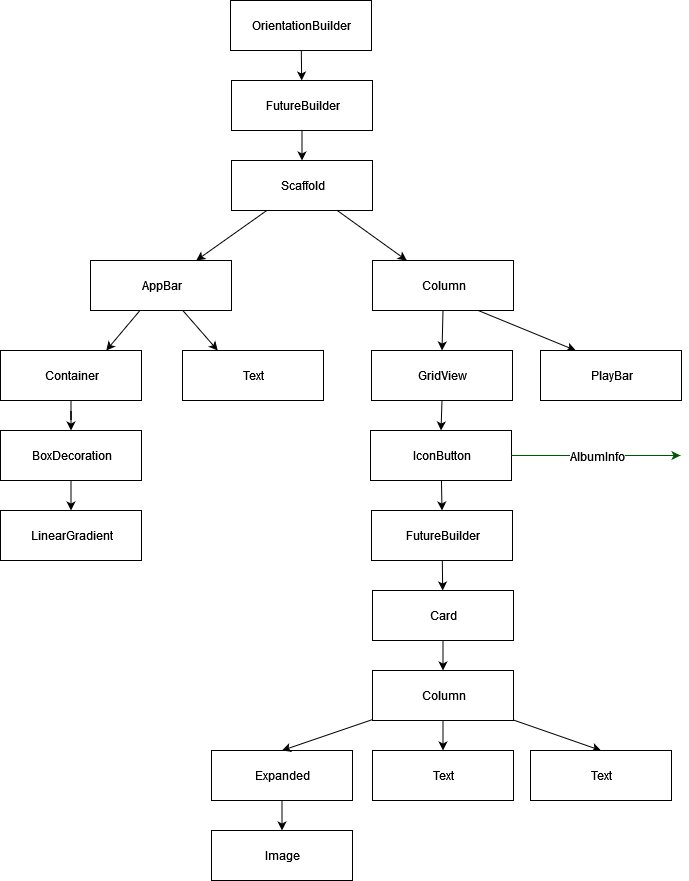 OrientationBuilder
FutureBuilder
Scaffold
AppBar
Column
Container
Text
GridView
PlayBar
BoxDecoration
IconButton
AlbumInfo
LinearGradient
FutureBuilder
Card
Column
Expanded
Text
Text
Image